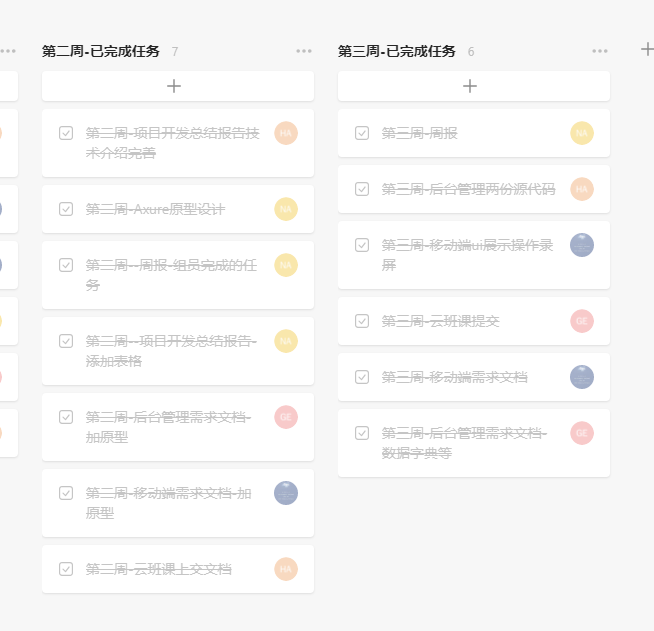 第二周-已完成任务 7
第二周-项目开发总结报告技
术介绍完善
HA
第二周-Axure原型设计
NA
第二周--周报-组员完成的任
务
NA
第二周--项目开发总结报告-
添加表格
NA
第二周-后台管理需求文档-
加原型
GE
第二周-移动端需求文档-加
原型
第二周-云班课上交文档
HA
第三周-已完成任务 6
第三周-周报
NA
第三周-后台管理两份源代码
HA
第三周-移动端ui展示操作录
屏
第三周-云班课提交
GE
第三周-移动端需求文档
第三周-后台管理需求文档-
数据字典等
GE